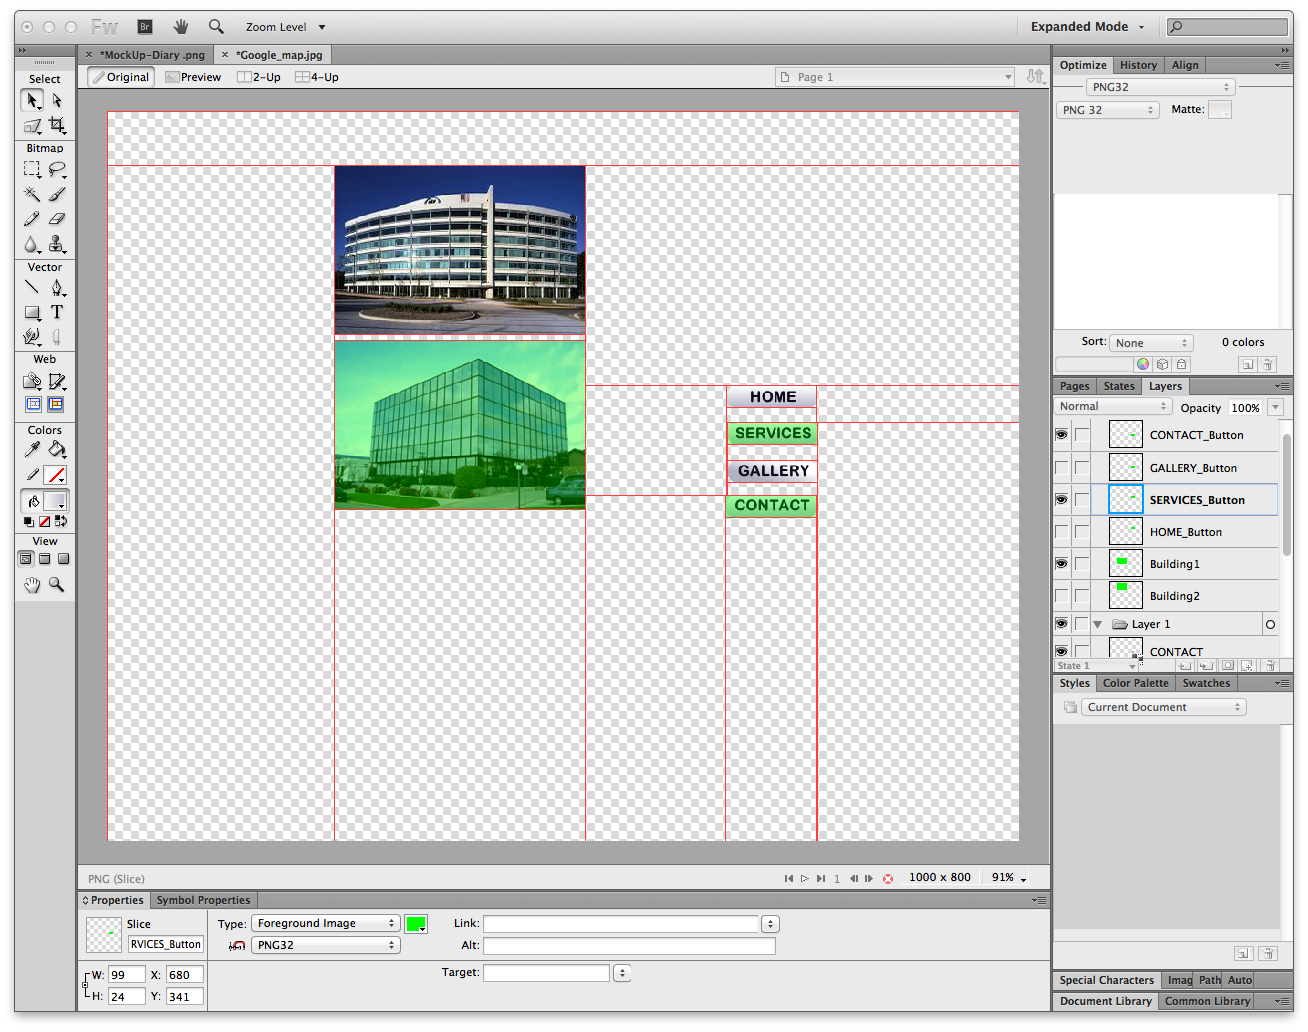 Fw Br Zoom Level Expanded Mode
*MockUp-Diary .png *Google_map.jpg
Original Preview 2-Up 4-Up Page 1
Select
Bitmap
Vector
T
Web
Colors
View
HOME
SERVICES
GALLERY
CONTACT
PNG (Slice) 1 1000 x 800 91%
Optimize History Align
PNG32
PNG 32 Matte:
Sort: None 0 colors
Pages States Layers
Normal Opacity 100%
CONTACT_Button
GALLERY_Button
SERVICES_Button
HOME_Button
Building1
Building2
Layer 1
CONTACT
State 1
Styles Color Palette Swatches
Current Document
Special Characters Imag Path Auto
Document Library Common Library
Properties Symbol Properties
Slice Type: Foreground Image Link:
RVICES_Button PNG32 Alt:
W: 99 X: 680 Target:
H: 24 Y: 341